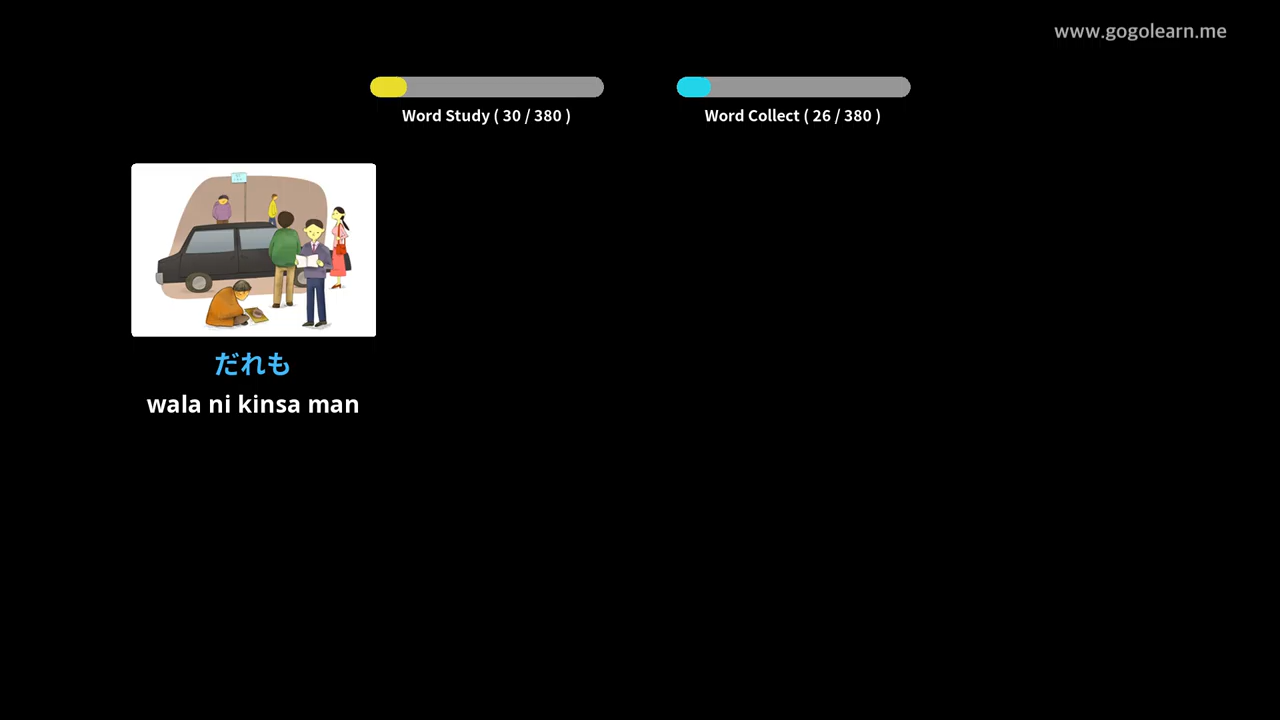 www.gogolearn.me
Word Study ( 30 / 380 )
Word Collect ( 26 / 380 )
だれも
wala ni kinsa man